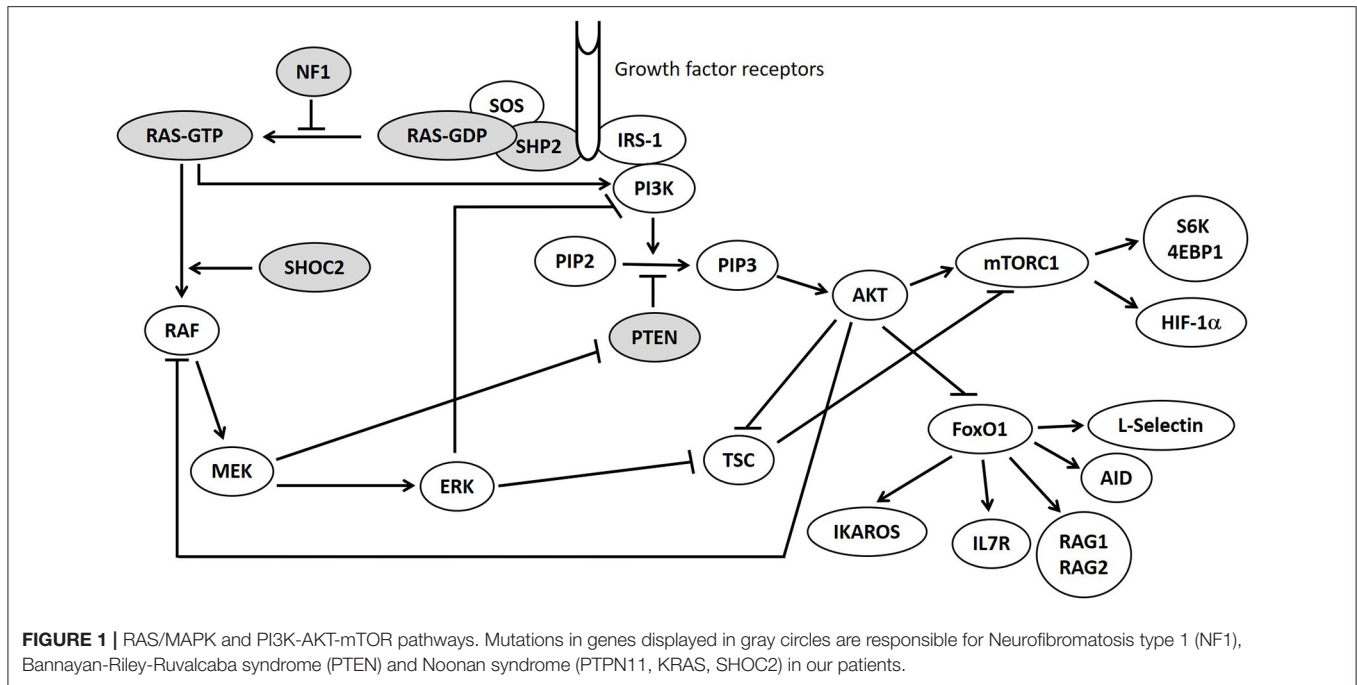 Growth factor receptors
NF1
SOS
RAS-GTP
RAS-GDP
SHP2
IRS-1
PI3K
SHOC2
PIP2
PIP3
AKT
mTORC1
S6K
4EBP1
HIF-1α
RAF
PTEN
MEK
ERK
TSC
FoxO1
L-Selectin
AID
IKAROS
IL7R
RAG1
RAG2
FIGURE 1 | RAS/MAPK and PI3K-AKT-mTOR pathways. Mutations in genes displayed in gray circles are responsible for Neurofibromatosis type 1 (NF1),
Bannayan-Riley-Ruvalcaba syndrome (PTEN) and Noonan syndrome (PTPN11, KRAS, SHOC2) in our patients.